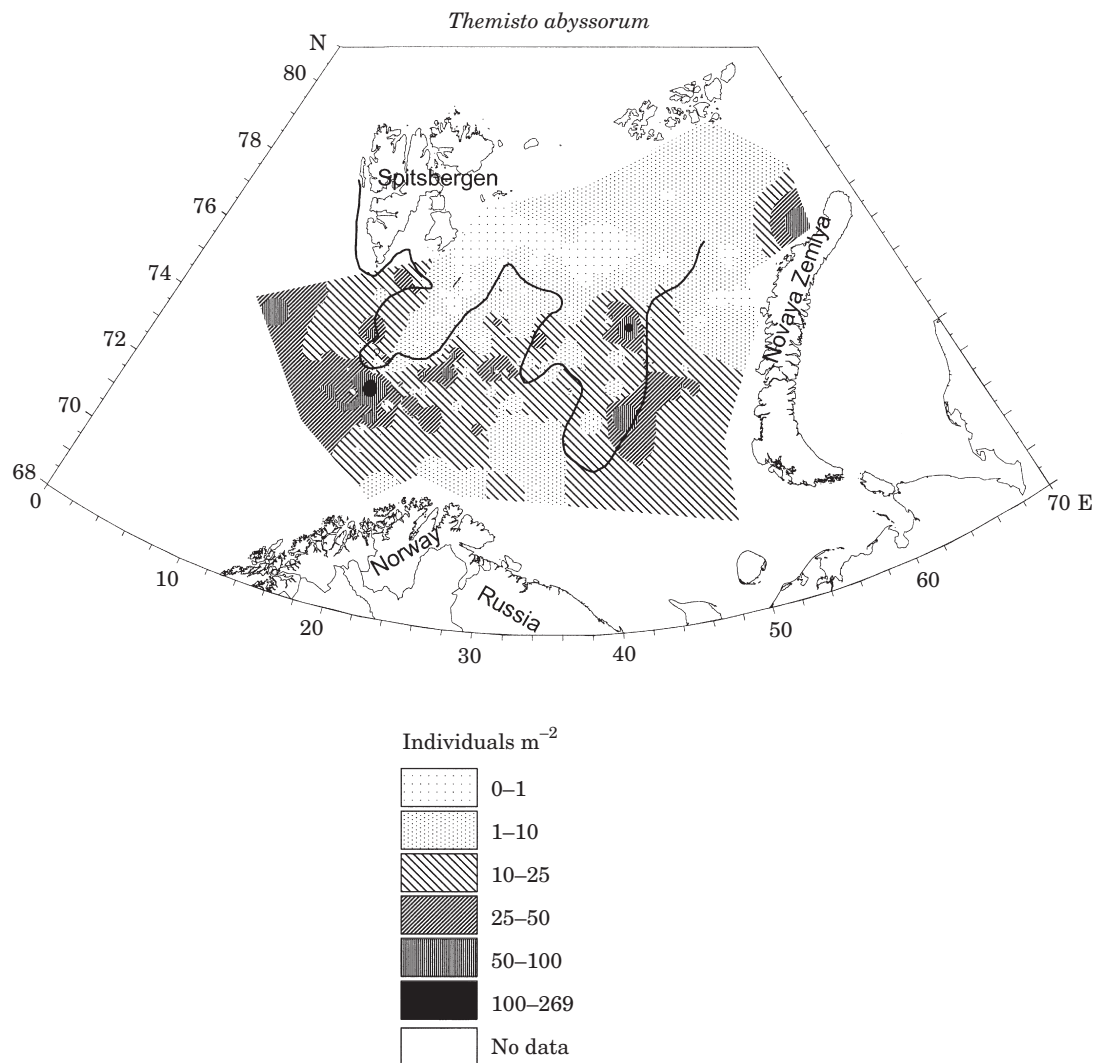 Themisto abyssorum
N
80
78
76
74
72
70
68
0
10
20
30
40
50
60
70 E
Spitsbergen
Novaya Zemlya
Norway
Russia
Individuals m⁻²
0–1
1–10
10–25
25–50
50–100
100–269
No data